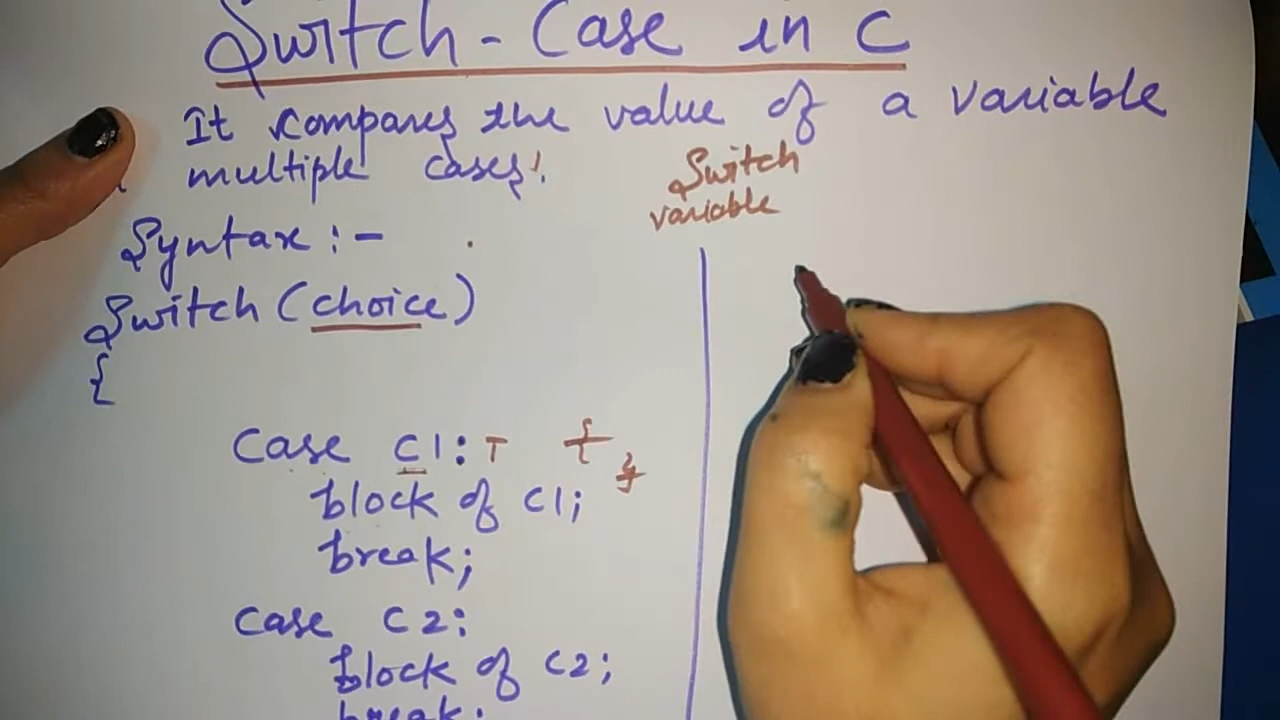 Switch - Case in C
It compares the value of a variable
multiple cases!
Switch
variable
Syntax :-
Switch (choice)
{
Case C1: T {
}
block of C1;
break;
Case C2:
block of C2;
break;